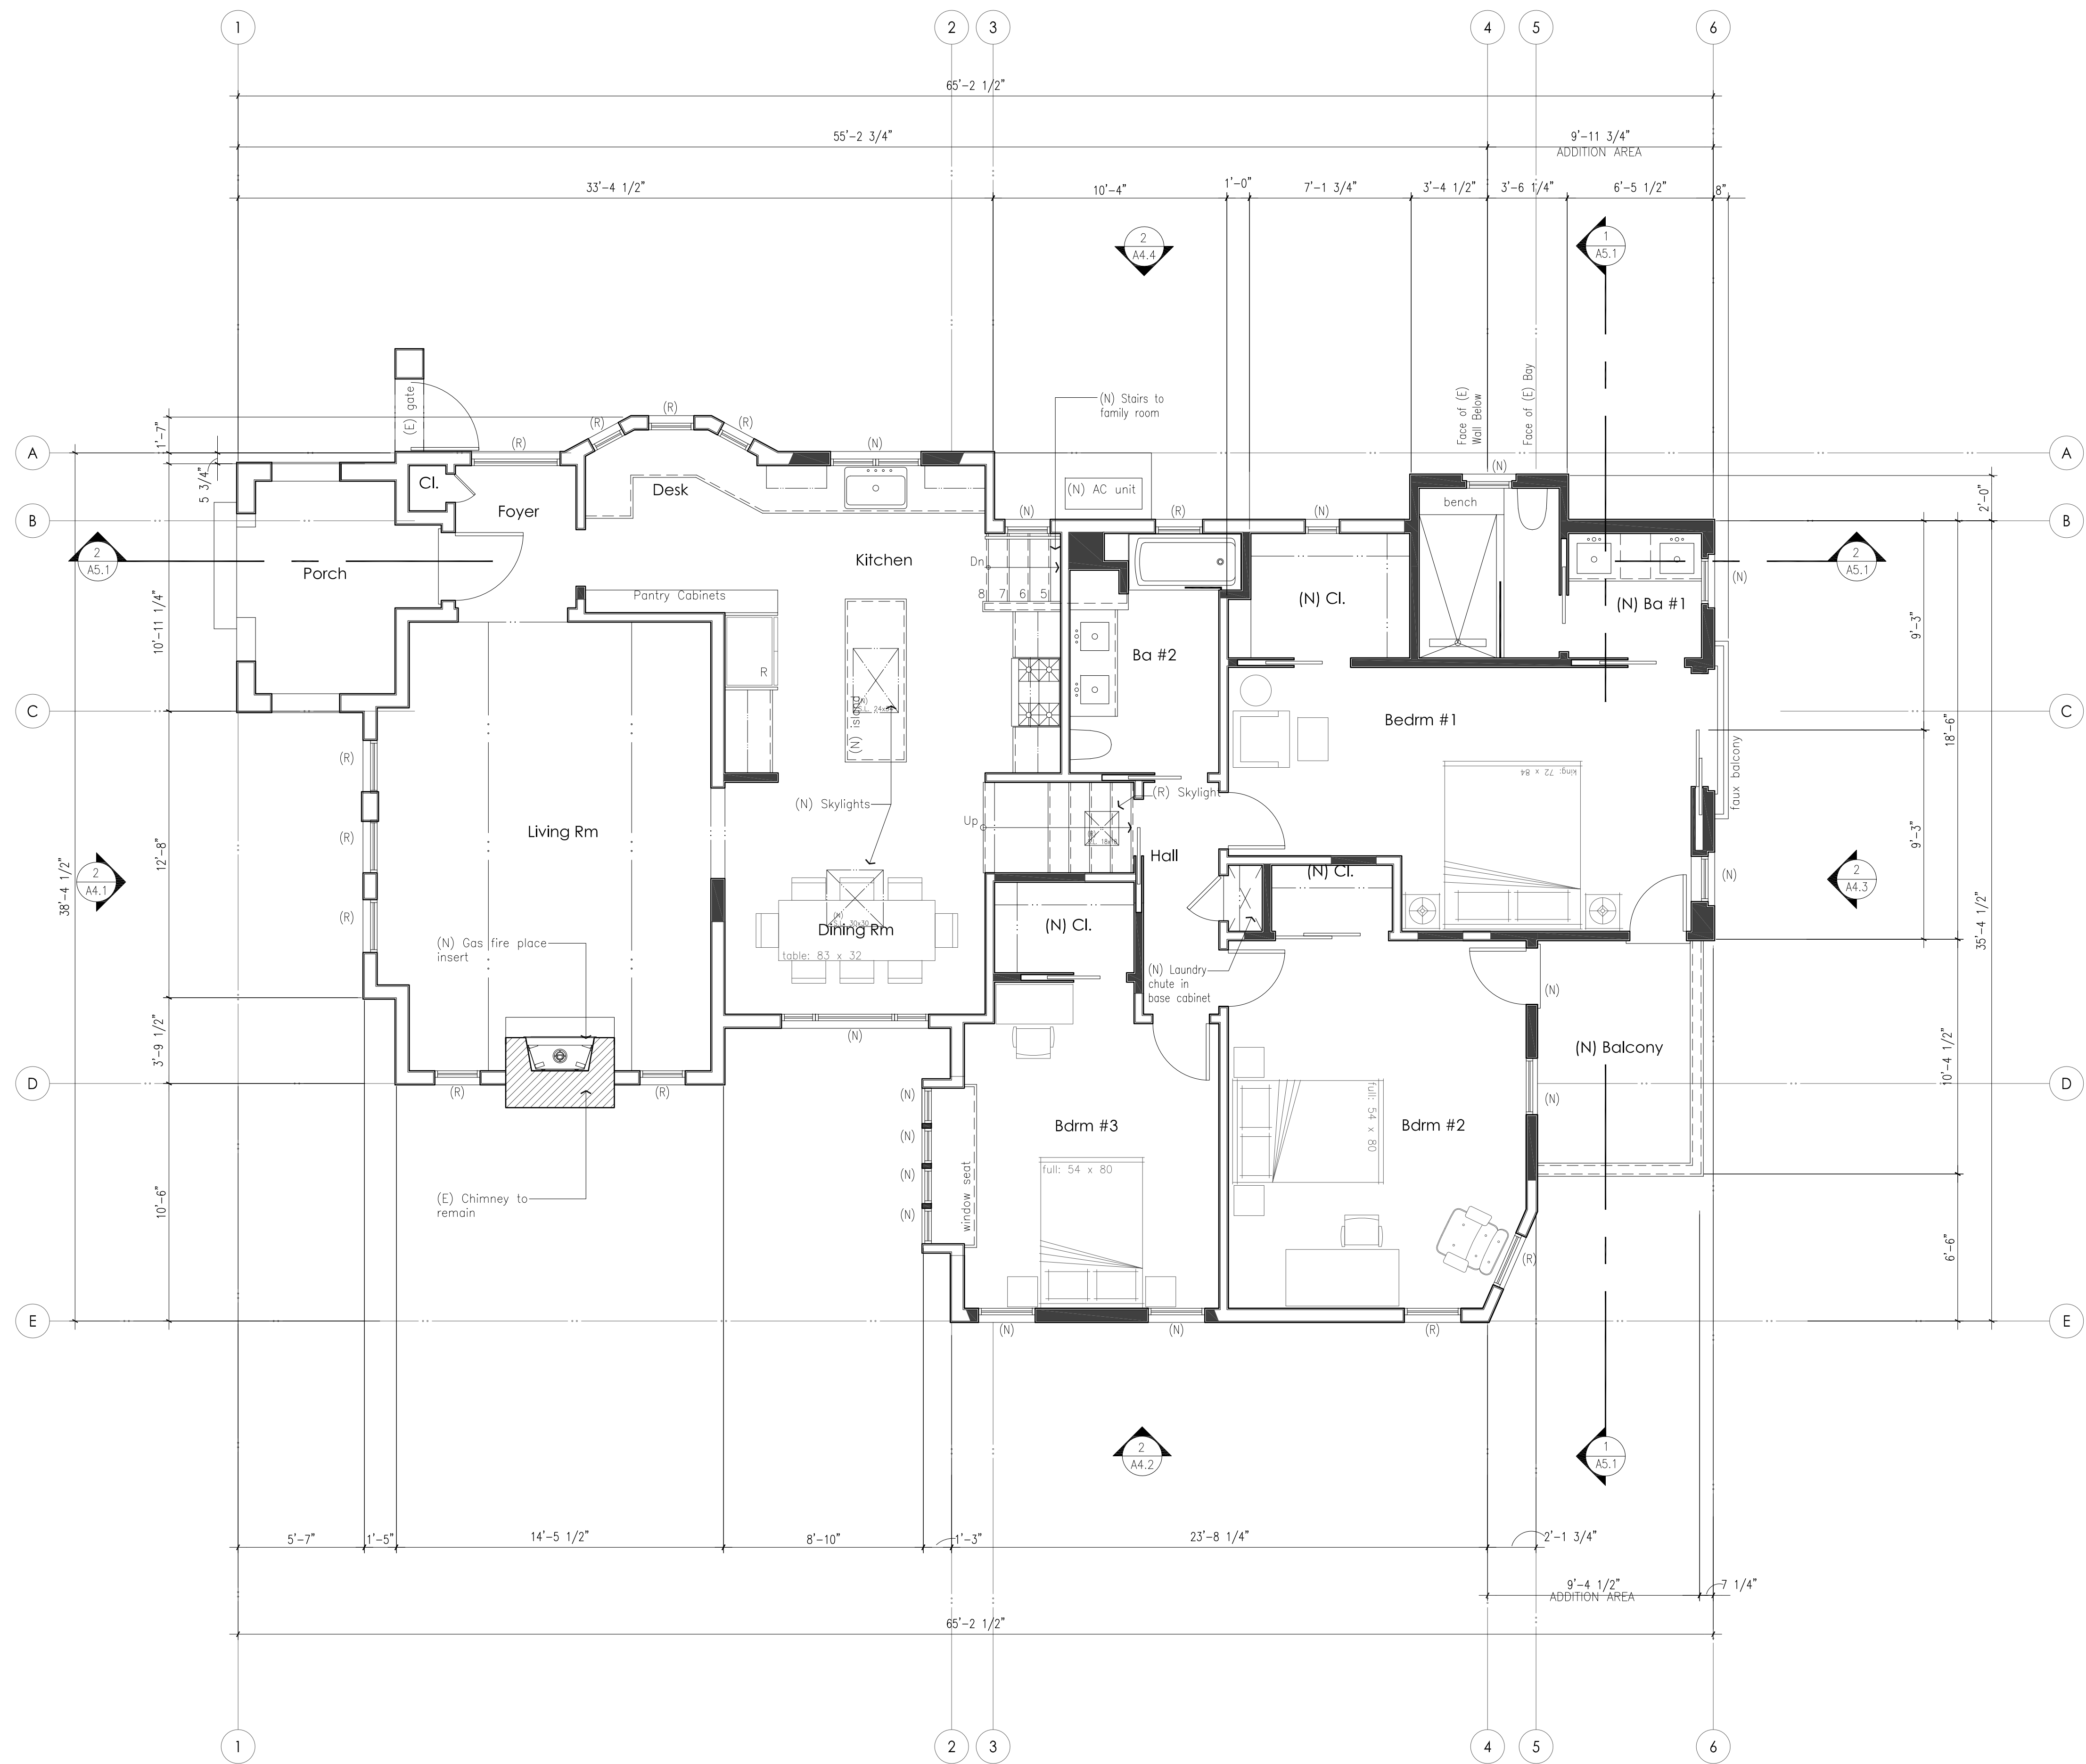 1
2
3
4
5
6
65'-2 1/2"
55'-2 3/4"
9'-11 3/4"
ADDITION AREA
33'-4 1/2"
10'-4"
1'-0"
7'-1 3/4"
3'-4 1/2"
3'-6 1/4"
6'-5 1/2"
8"
2
A4.4
1
A5.1
Face of (E)
Wall Below
Face of (E) Bay
(E) gate
(N) Stairs to
family room
(R)
(R)
(R)
(R)
(N)
(N)
A
A
1'-7"
5 3/4"
Cl.
Desk
Foyer
(N) AC unit
bench
(N)
(R)
(N)
2'-0"
B
B
2
A5.1
2
A5.1
Porch
Kitchen
Dn
8
7
6
5
(N)
Pantry Cabinets
(N) Cl.
(N) Ba #1
10'-11 1/4"
9'-3"
Ba #2
R
(N) island
(N)
S.L. 24x34
C
C
Bedrm #1
18'-6"
(R)
king: 72 x 84
faux balcony
(N) Skylights
(R) Skylight
Up
(R)
S.L. 18x18
Living Rm
(R)
Hall
9'-3"
12'-8"
38'-4 1/2"
2
A4.1
(N) Cl.
(N)
2
A4.3
(R)
(N)
S.L. 30x30
Dining Rm
(N) Cl.
35'-4 1/2"
(N) Gas fire place
insert
table: 83 x 32
(N) Laundry
chute in
base cabinet
(N)
3'-9 1/2"
(N)
(N) Balcony
10'-4 1/2"
D
D
(R)
(R)
(N)
(N)
(N)
(N)
(N)
full: 54 x 80
Bdrm #3
Bdrm #2
full: 54 x 80
window seat
(E) Chimney to
remain
10'-6"
6'-6"
(R)
E
E
(N)
(N)
(R)
2
A4.2
1
A5.1
5'-7"
1'-5"
14'-5 1/2"
8'-10"
1'-3"
23'-8 1/4"
2'-1 3/4"
9'-4 1/2"
ADDITION AREA
7 1/4"
65'-2 1/2"
1
2
3
4
5
6